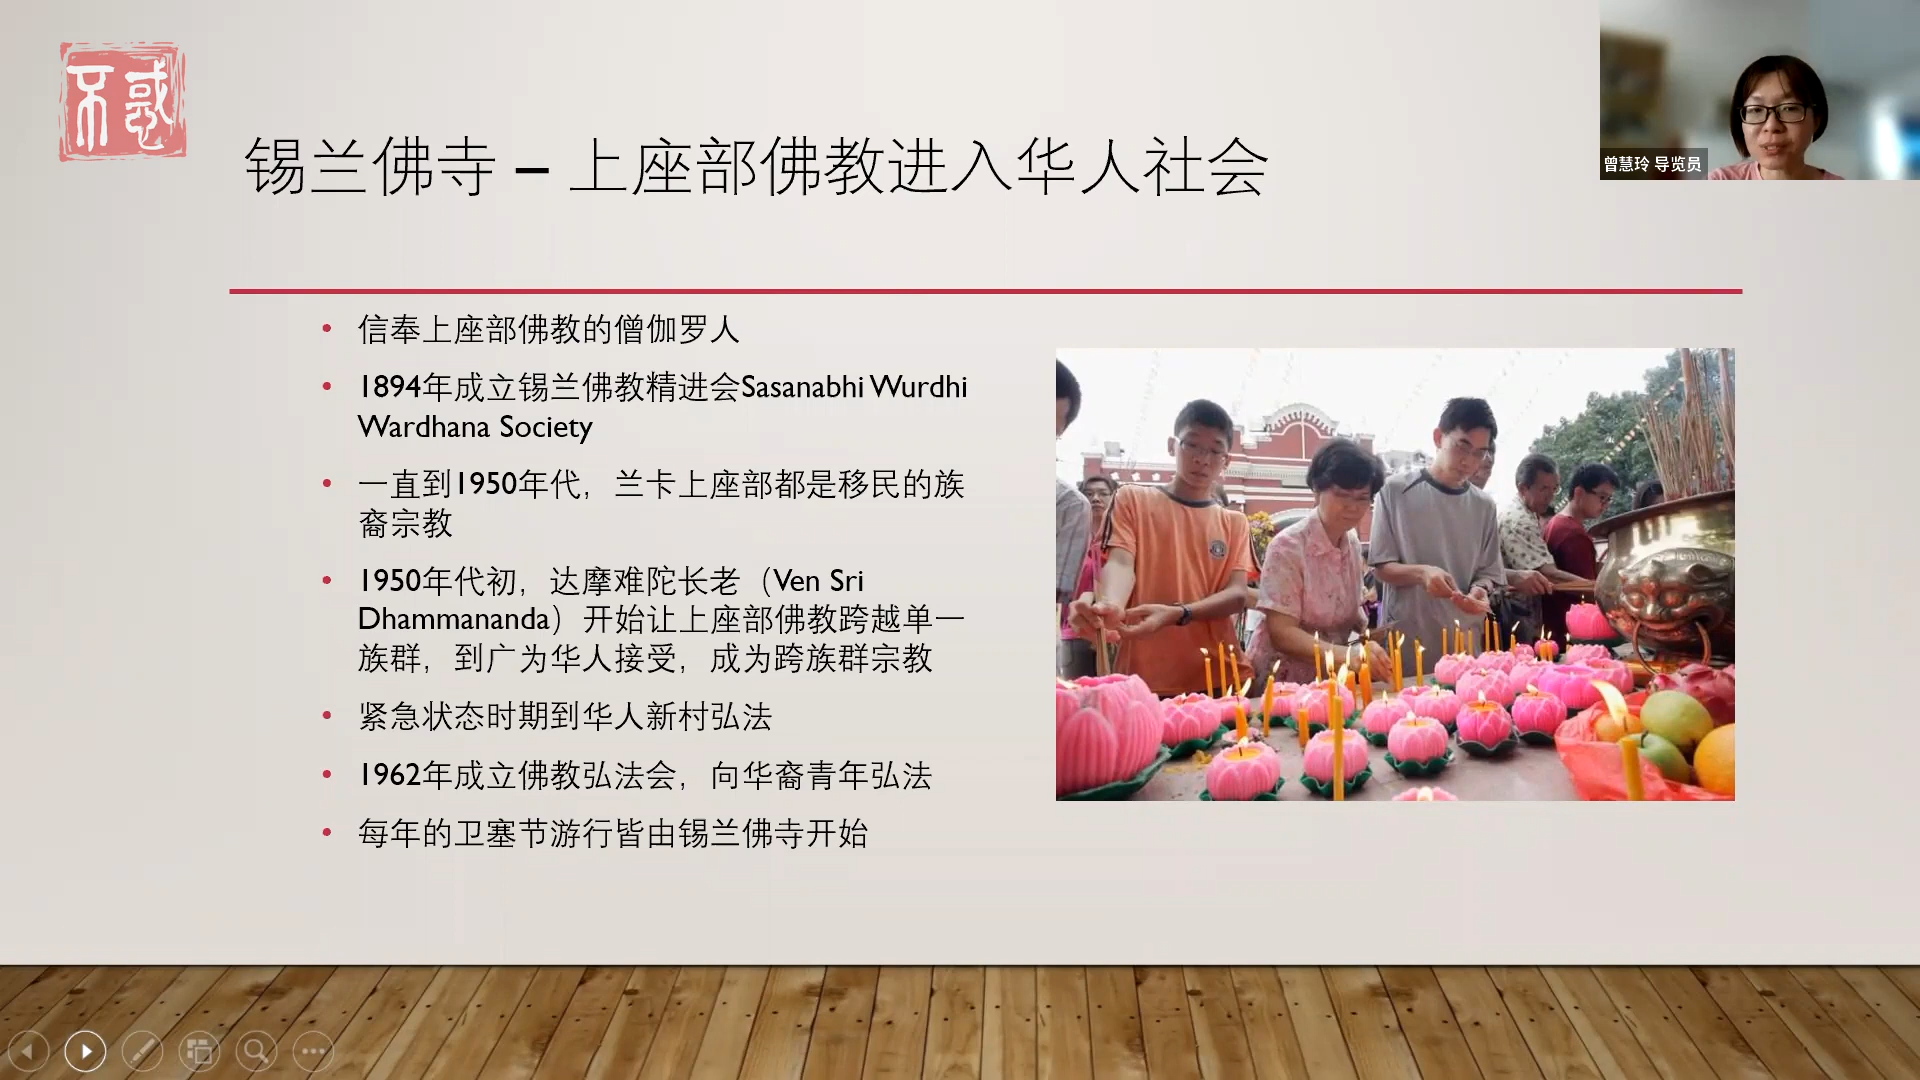 不惑
锡兰佛寺 – 上座部佛教进入华人社会
曾慧玲 导览员
• 信奉上座部佛教的僧伽罗人
• 1894年成立锡兰佛教精进会Sasanabhi Wurdhi
Wardhana Society
• 一直到1950年代，兰卡上座部都是移民的族
裔宗教
• 1950年代初，达摩难陀长老（Ven Sri
Dhammananda）开始让上座部佛教跨越单一
族群，到广为华人接受，成为跨族群宗教
• 紧急状态时期到华人新村弘法
• 1962年成立佛教弘法会，向华裔青年弘法
• 每年的卫塞节游行皆由锡兰佛寺开始